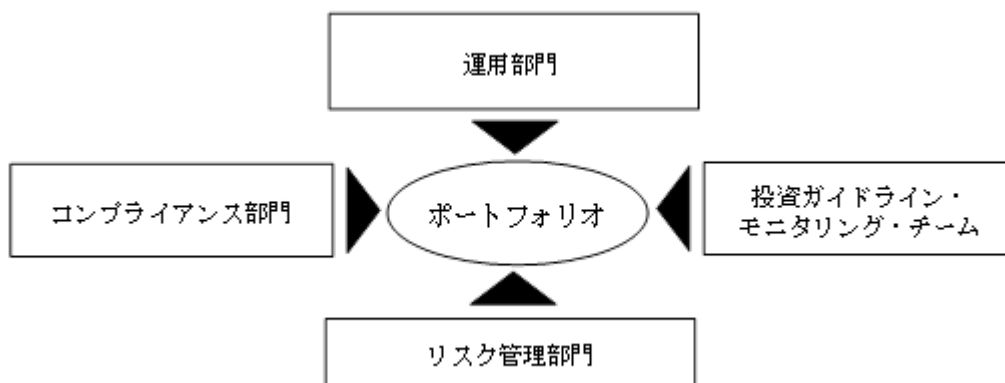 運用部門
コンプライアンス部門
ポートフォリオ
投資ガイドライン・
モニタリング・チーム
リスク管理部門